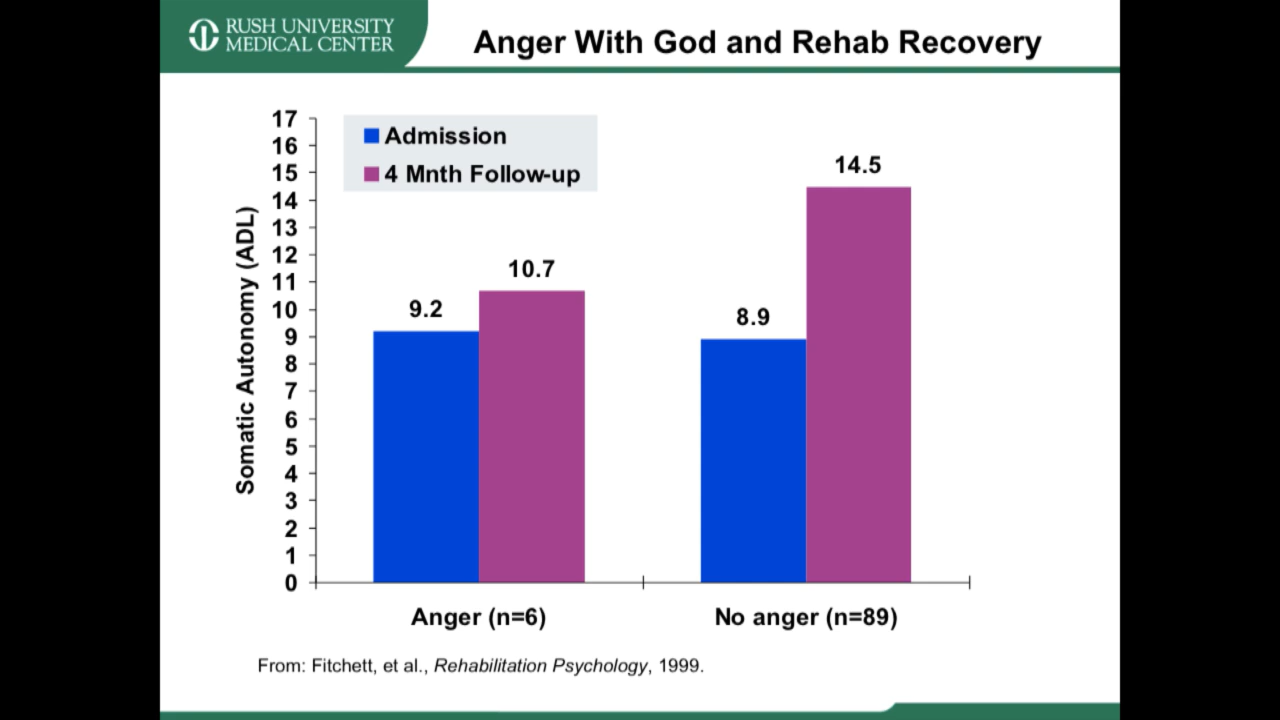 RUSH UNIVERSITY
MEDICAL CENTER
Anger With God and Rehab Recovery
Somatic Autonomy (ADL)
17
16
15
14
13
12
11
10
9
8
7
6
5
4
3
2
1
0
Admission
4 Mnth Follow-up
9.2
10.7
8.9
14.5
Anger (n=6)
No anger (n=89)
From: Fitchett, et al., Rehabilitation Psychology, 1999.